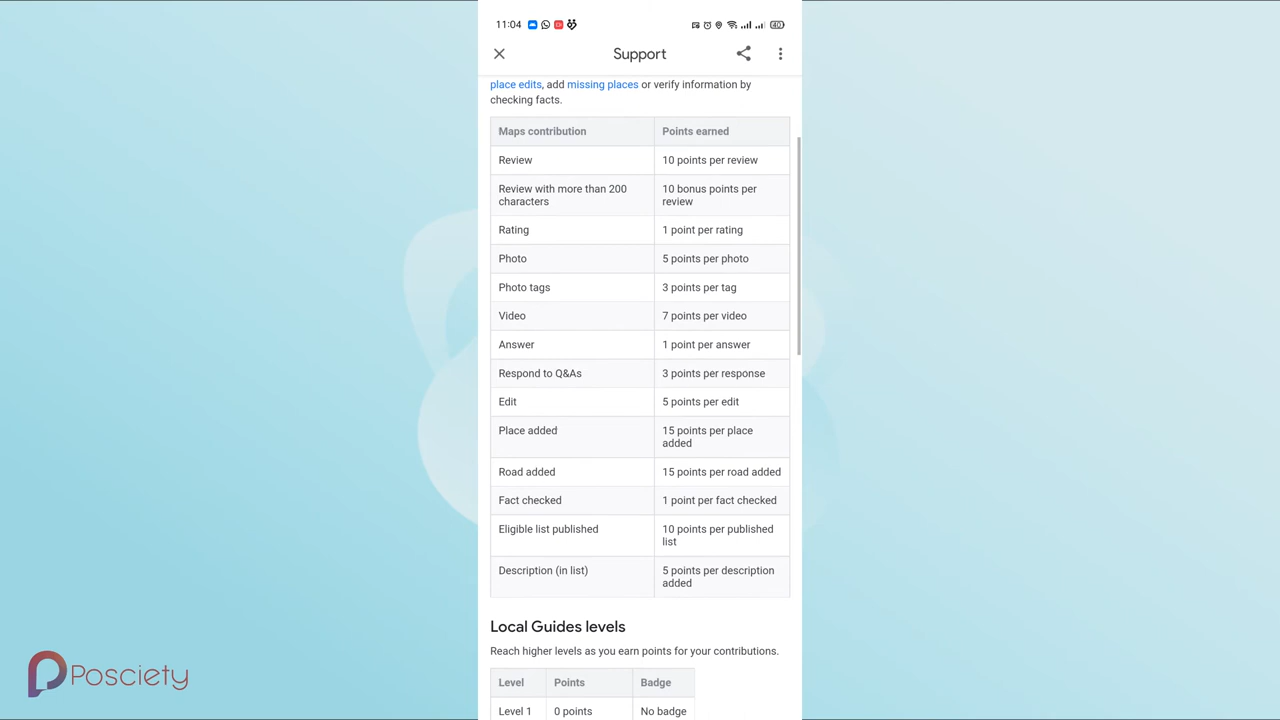 11:04
40
Support
place edits, add missing places or verify information by
checking facts.
Maps contribution Points earned
Review 10 points per review
Review with more than 200
characters
10 bonus points per
review
Rating 1 point per rating
Photo 5 points per photo
Photo tags 3 points per tag
Video 7 points per video
Answer 1 point per answer
Respond to Q&As 3 points per response
Edit 5 points per edit
Place added
15 points per place
added
Road added 15 points per road added
Fact checked 1 point per fact checked
Eligible list published
10 points per published
list
Description (in list)
5 points per description
added
Local Guides levels
Reach higher levels as you earn points for your contributions.
Level Points Badge
Level 1 0 points No badge
Posciety